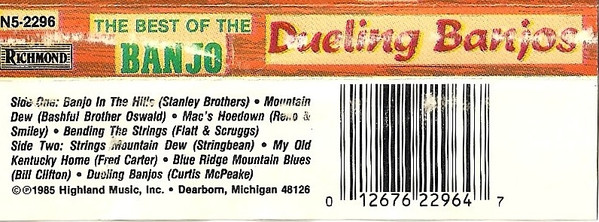 N5-2296
RICHMOND
THE BEST OF THE
BANJO
Dueling Banjos
Side One: Banjo In The Hills (Stanley Brothers) • Mountain
Dew (Bashful Brother Oswald) • Mac's Hoedown (Reno &
Smiley) • Bending The Strings (Flatt & Scruggs)
Side Two: Strings Mountain Dew (Stringbean) • My Old
Kentucky Home (Fred Carter) • Blue Ridge Mountain Blues
(Bill Clifton) • Dueling Banjos (Curtis McPeake)
©℗1985 Highland Music, Inc. • Dearborn, Michigan 48126
0 12676 22964 7